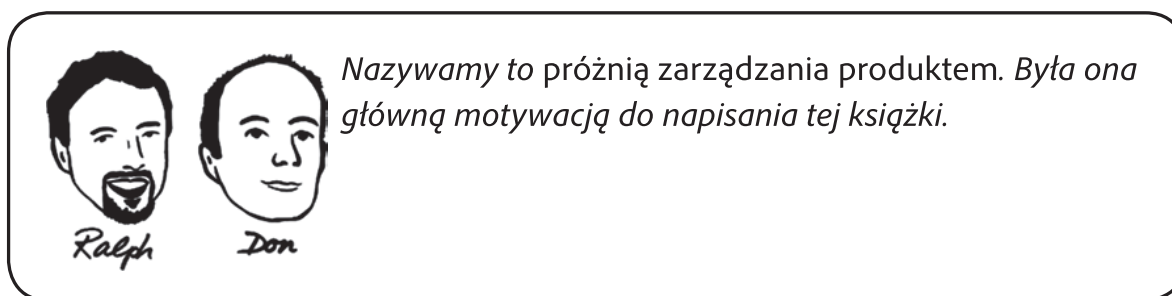 Nazywamy to próżnią zarządzania produktem. Była ona
główną motywacją do napisania tej książki.
Ralph Don